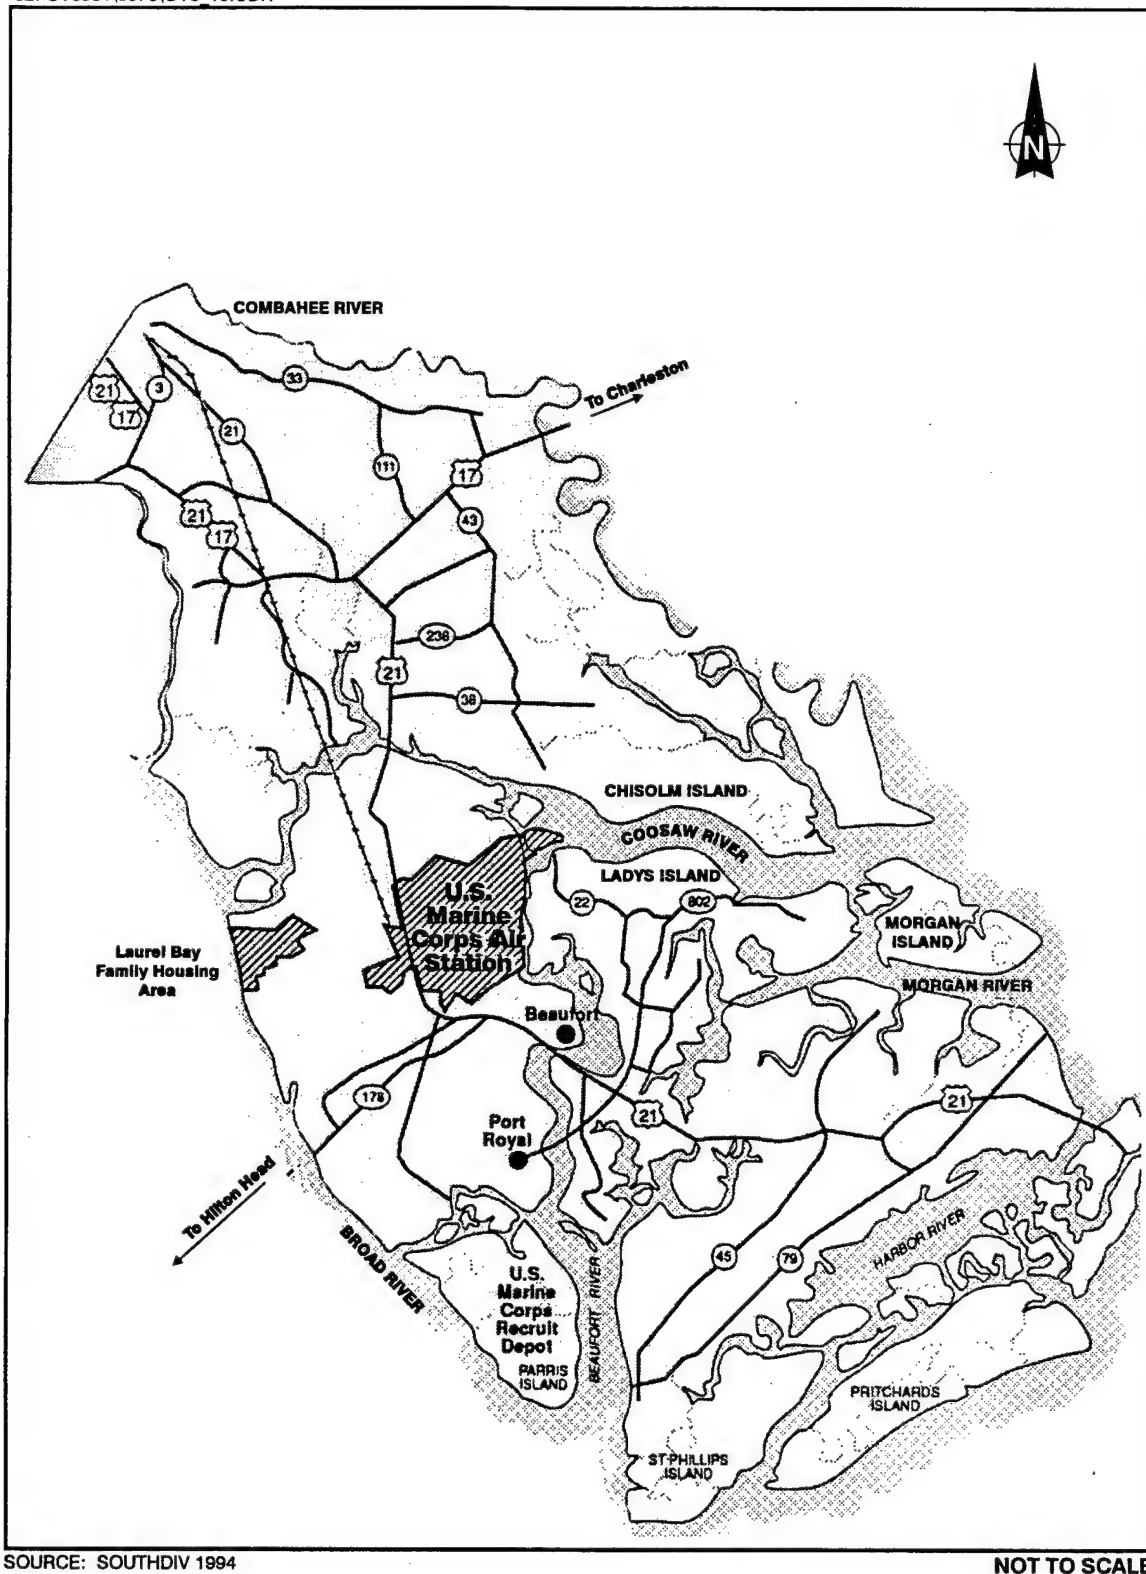 N
COMBAHEE RIVER
To Charleston
33
21
17
3
21
111
17
21
17
43
238
21
38
CHISOLM ISLAND
COOSAW RIVER
LADYS ISLAND
22
802
U.S.
Marine
Corps Air
Station
MORGAN
ISLAND
Laurel Bay
Family Housing
Area
MORGAN RIVER
Beaufort
178
21
21
Port
Royal
To Hilton Head
BROAD RIVER
45
79
HARBOR RIVER
U.S.
Marine
Corps
Recruit
Depot
PARRIS
ISLAND
BEAUFORT RIVER
PRITCHARDS
ISLAND
ST PHILLIPS
ISLAND
SOURCE: SOUTHDIV 1994
NOT TO SCALE